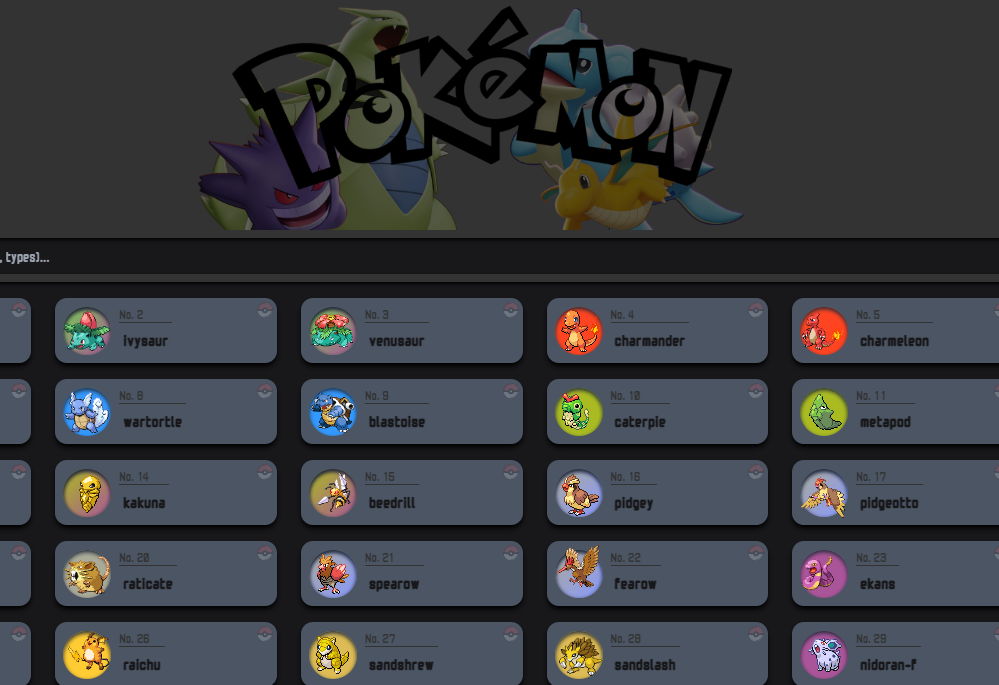 Pokémon
, types)...
No. 2
ivysaur
No. 3
venusaur
No. 4
charmander
No. 5
charmeleon
No. 8
wartortle
No. 9
blastoise
No. 10
caterpie
No. 11
metapod
No. 14
kakuna
No. 15
beedrill
No. 16
pidgey
No. 17
pidgeotto
No. 20
raticate
No. 21
spearow
No. 22
fearow
No. 23
ekans
No. 26
raichu
No. 27
sandshrew
No. 28
sandslash
No. 29
nidoran-f